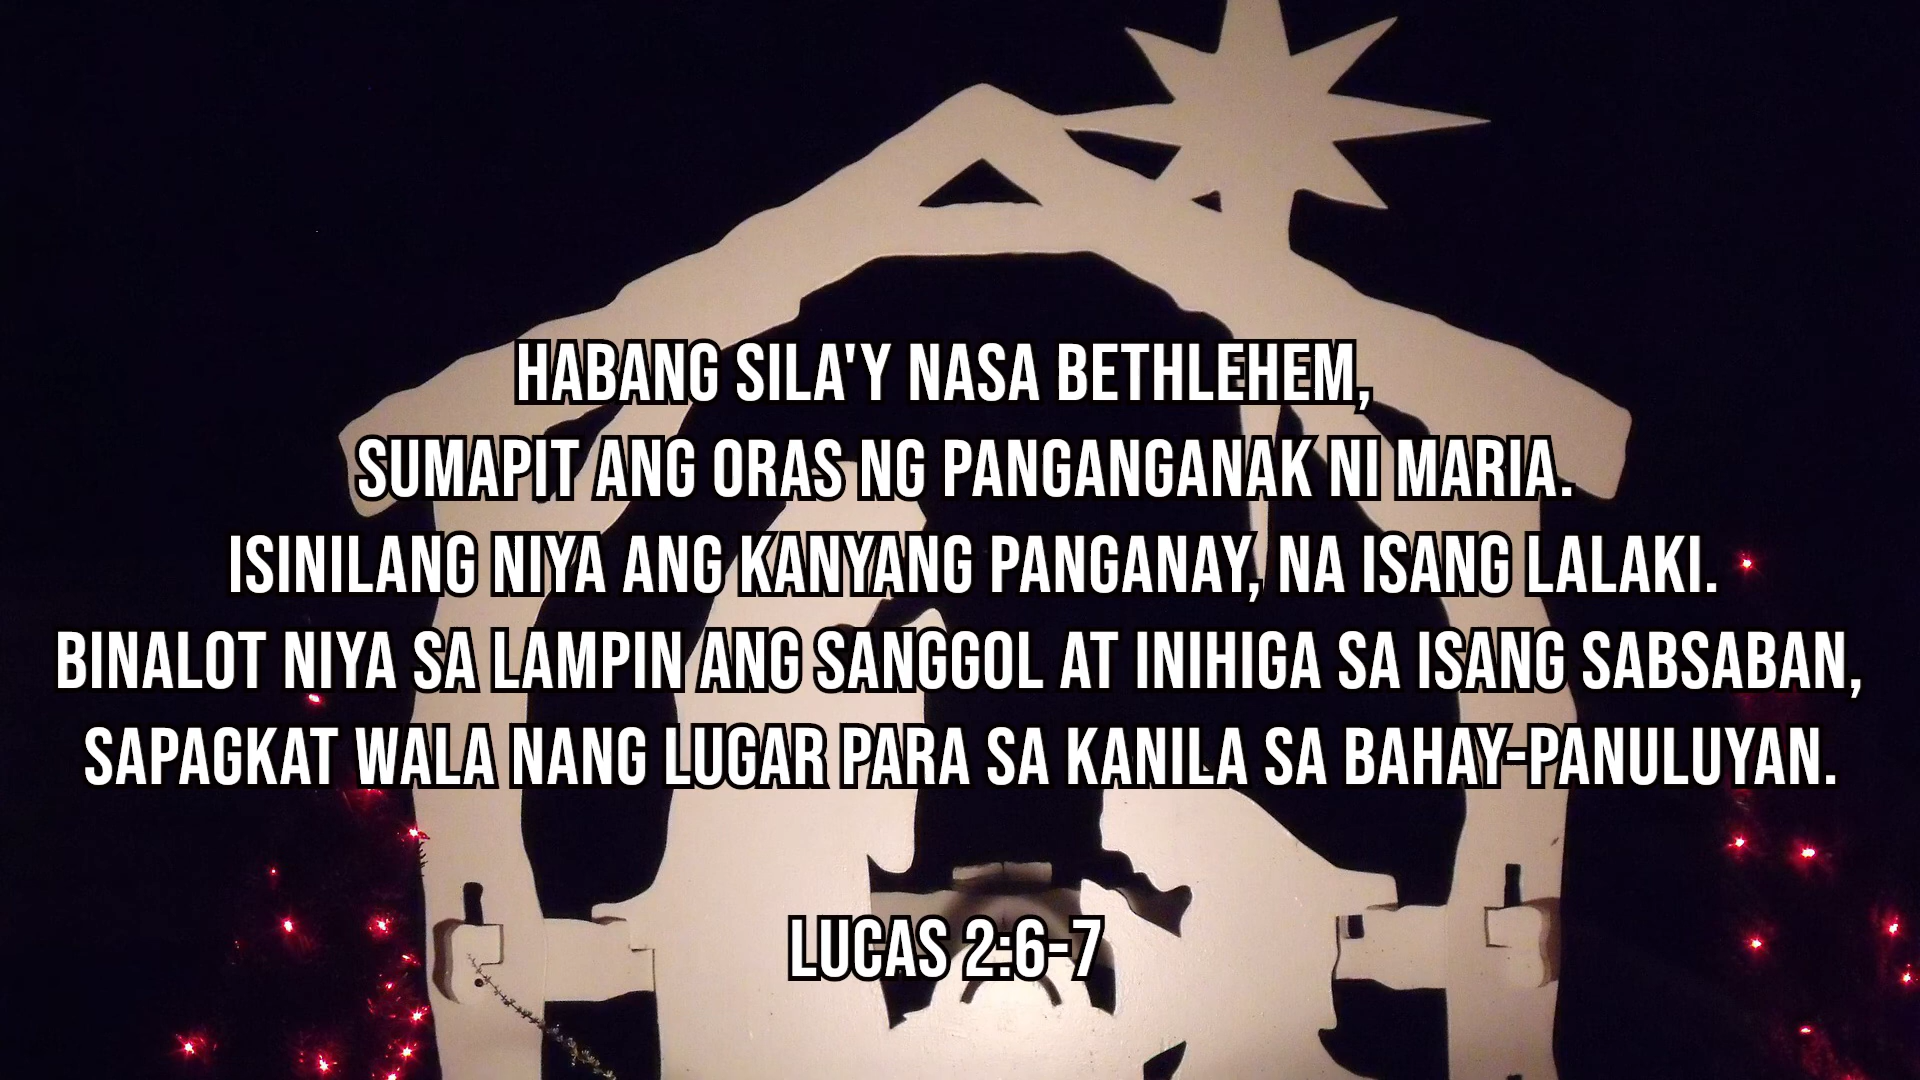 HABANG SILA'Y NASA BETHLEHEM,
SUMAPIT ANG ORAS NG PANGANGANAK NI MARIA.
ISINILANG NIYA ANG KANYANG PANGANAY, NA ISANG LALAKI.
BINALOT NIYA SA LAMPIN ANG SANGGOL AT INIHIGA SA ISANG SABSABAN,
SAPAGKAT WALA NANG LUGAR PARA SA KANILA SA BAHAY-PANULUYAN.
LUCAS 2:6-7